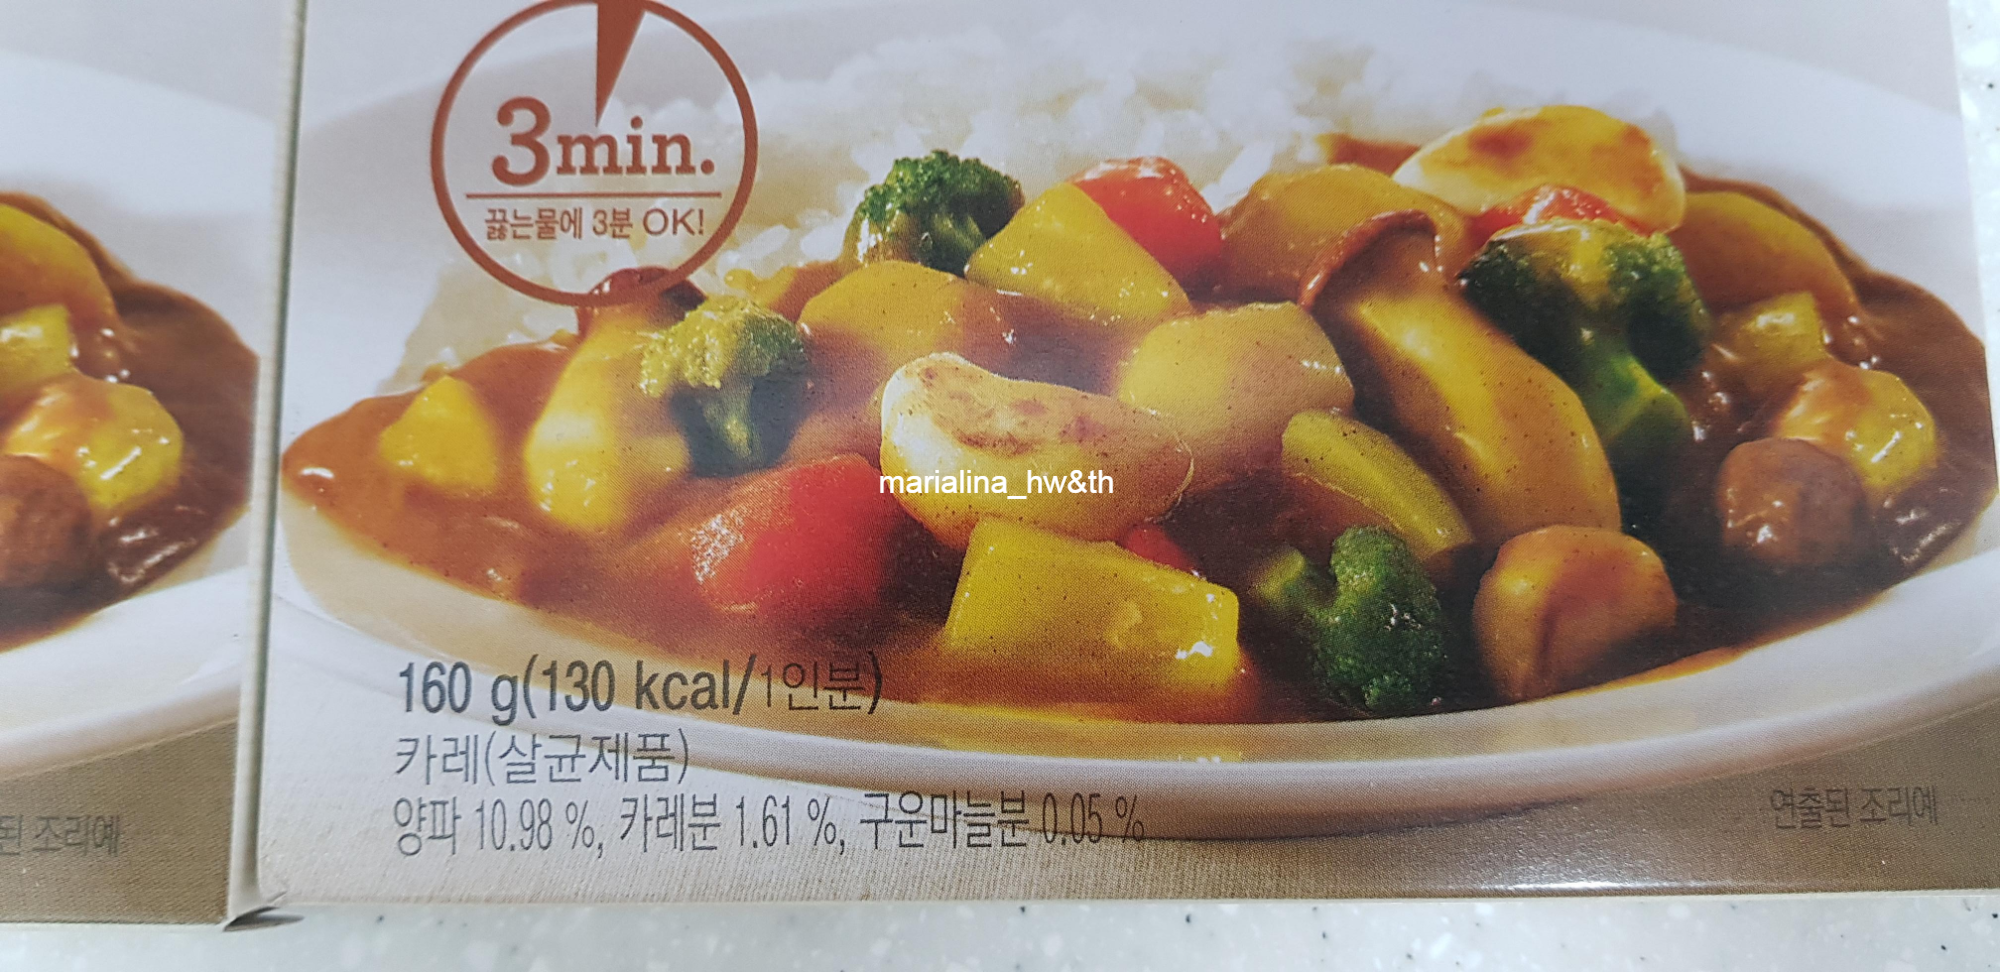 3min.
끓는물에 3분 OK!
marialina_hw&th
160 g(130 kcal/1인분)
카레(살균제품)
양파 10.98 %, 카레분 1.61 %, 구운마늘분 0.05 %
연출된 조리예
된 조리예